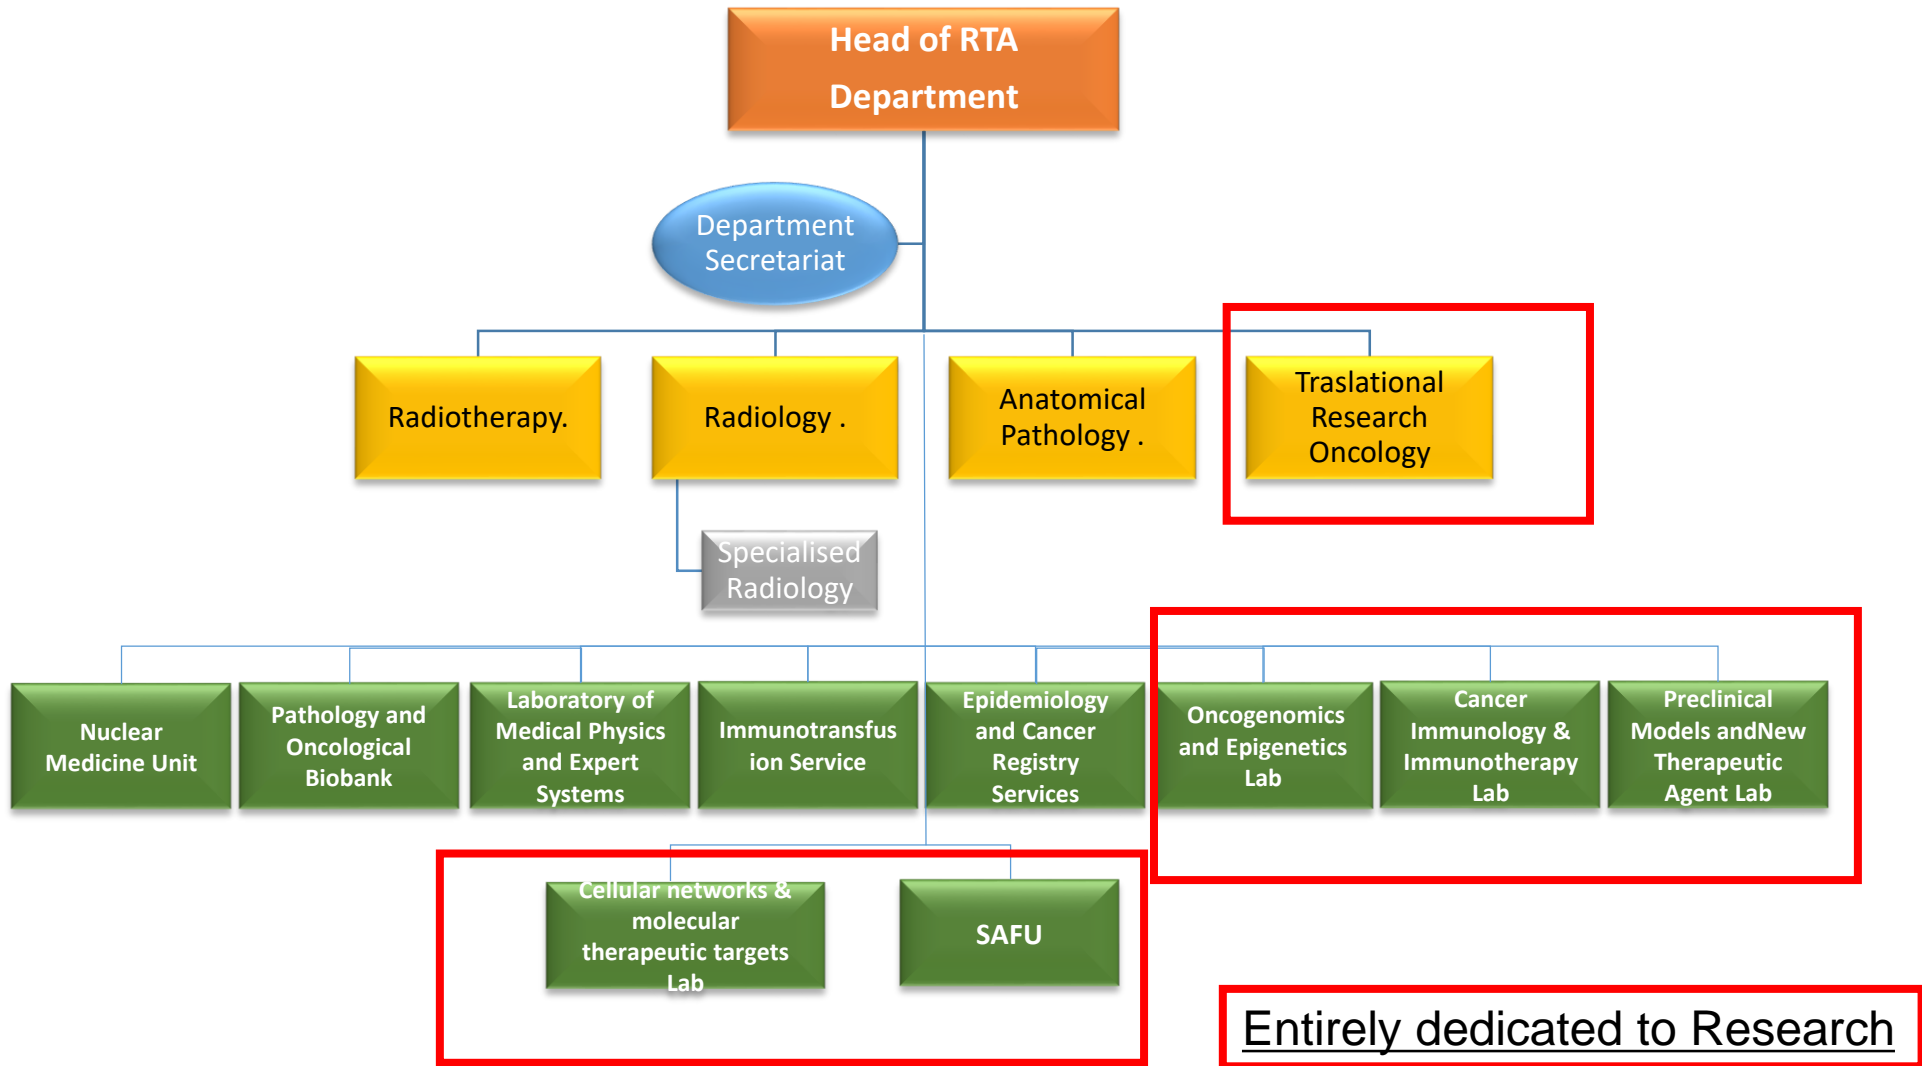 Head of RTA
Department
Department
Secretariat
Radiotherapy.
Radiology .
Anatomical
Pathology .
Traslational
Research
Oncology
Specialised
Radiology
Nuclear
Medicine Unit
Pathology and
Oncological
Biobank
Laboratory of
Medical Physics
and Expert
Systems
Immunotransfus
ion Service
Epidemiology
and Cancer
Registry
Services
Oncogenomics
and Epigenetics
Lab
Cancer
Immunology &
Immunotherapy
Lab
Preclinical
Models andNew
Therapeutic
Agent Lab
Cellular networks &
molecular
therapeutic targets
Lab
SAFU
Entirely dedicated to Research